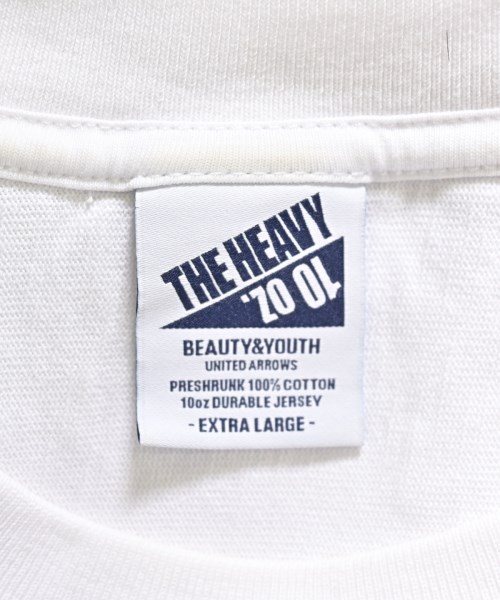 THE HEAVY
10 OZ.
BEAUTY&YOUTH
UNITED ARROWS
PRESHRUNK 100% COTTON
10oz DURABLE JERSEY
- EXTRA LARGE -